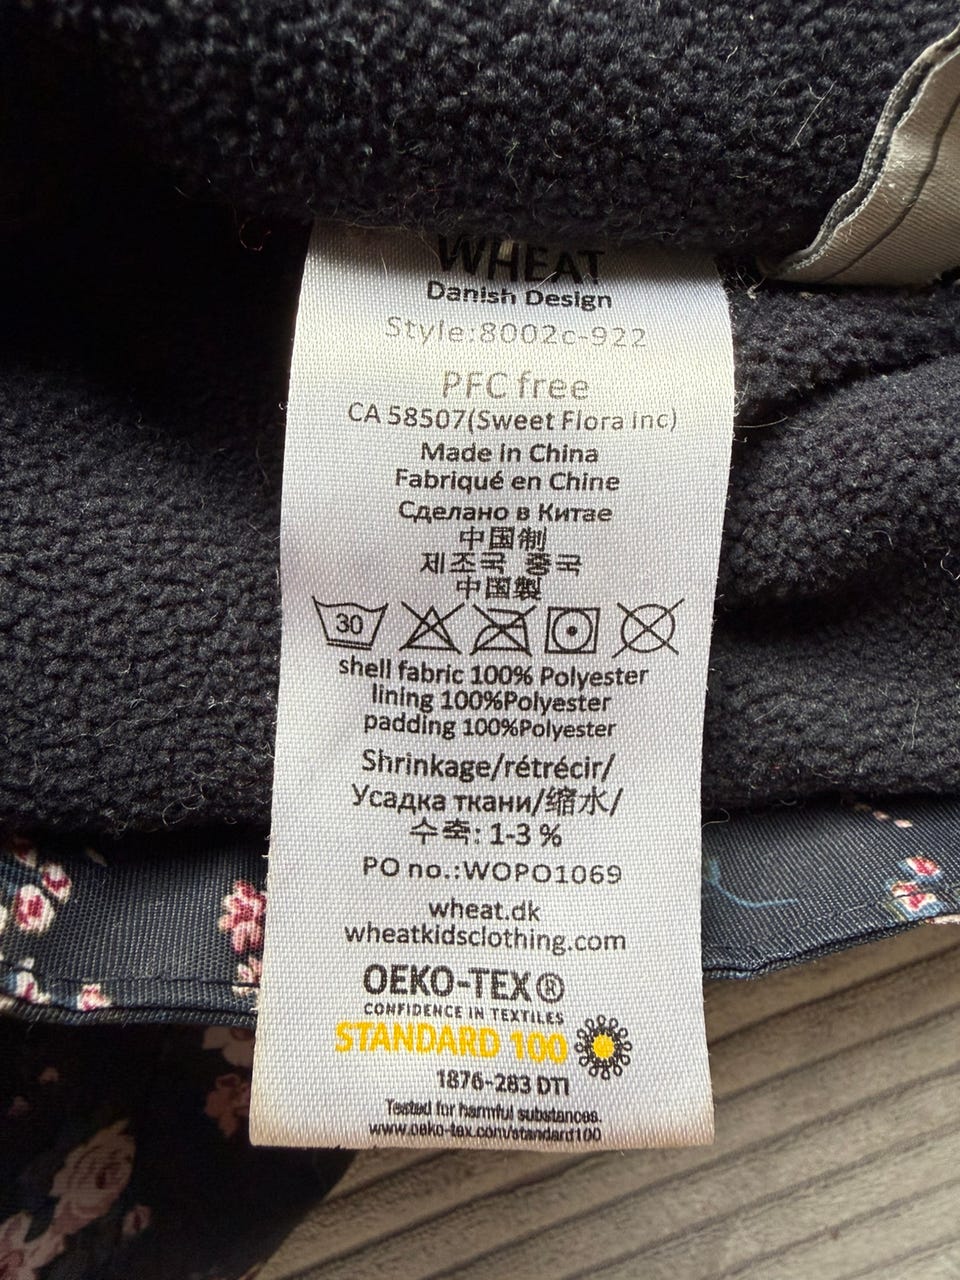 WHEAT
Danish Design
Style:8002c-922
PFC free
CA 58507(Sweet Flora Inc)
Made in China
Fabriqué en Chine
Сделано в Китае
中国制
제조국 중국
中国製
30
shell fabric 100% Polyester
lining 100%Polyester
padding 100%Polyester
Shrinkage/rétrécir/
Усадка ткани/缩水/
수축: 1-3 %
PO no.:WOPO1069
wheat.dk
wheatkidsclothing.com
OEKO-TEX®
CONFIDENCE IN TEXTILES
STANDARD 100
1876-283 DTI
Tested for harmful substances.
www.oeko-tex.com/standard100